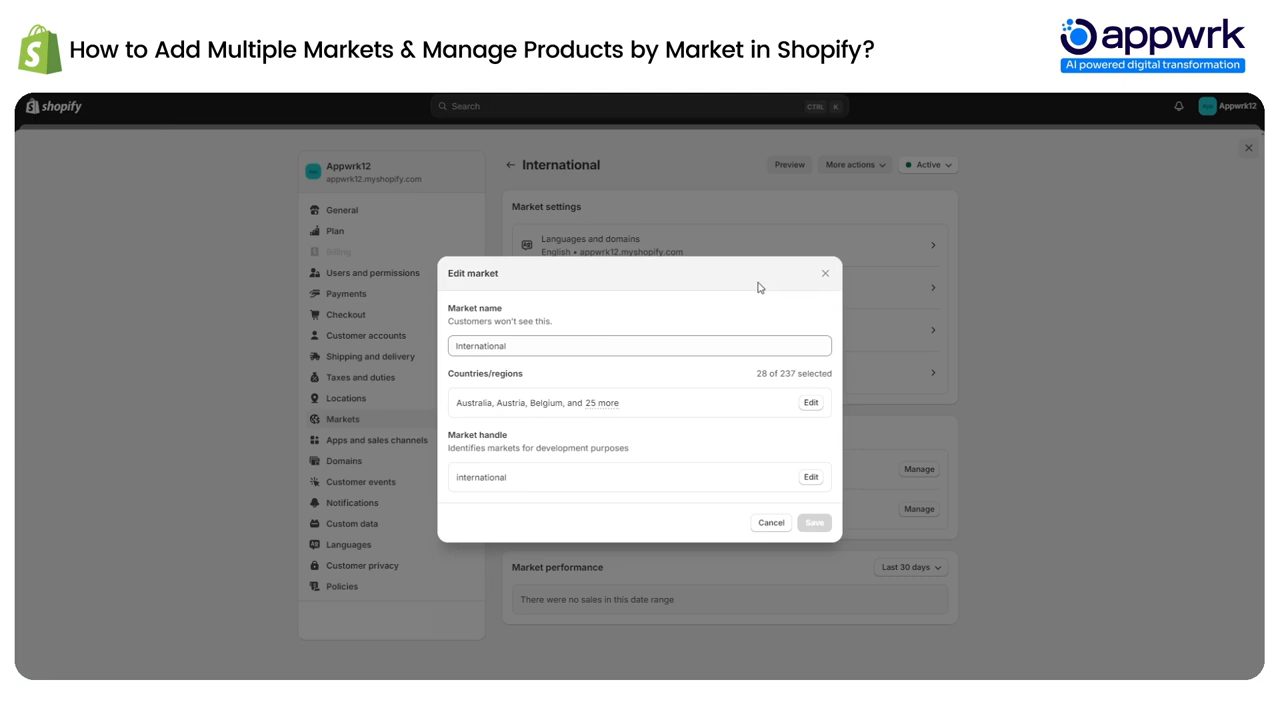 How to Add Multiple Markets & Manage Products by Market in Shopify?
appwrk
AI powered digital transformation
shopify
Search
CTRL K
Appwrk12
Appwrk12
appwrk12.myshopify.com
General
Plan
Billing
Users and permissions
Payments
Checkout
Customer accounts
Shipping and delivery
Taxes and duties
Locations
Markets
Apps and sales channels
Domains
Customer events
Notifications
Custom data
Languages
Customer privacy
Policies
International
Preview
More actions
Active
Market settings
Languages and domains
English • appwrk12.myshopify.com
Edit market
Market name
Customers won't see this.
International
Countries/regions
28 of 237 selected
Australia, Austria, Belgium, and 25 more
Edit
Market handle
Identifies markets for development purposes
international
Edit
Cancel
Save
Manage
Manage
Market performance
Last 30 days
There were no sales in this date range